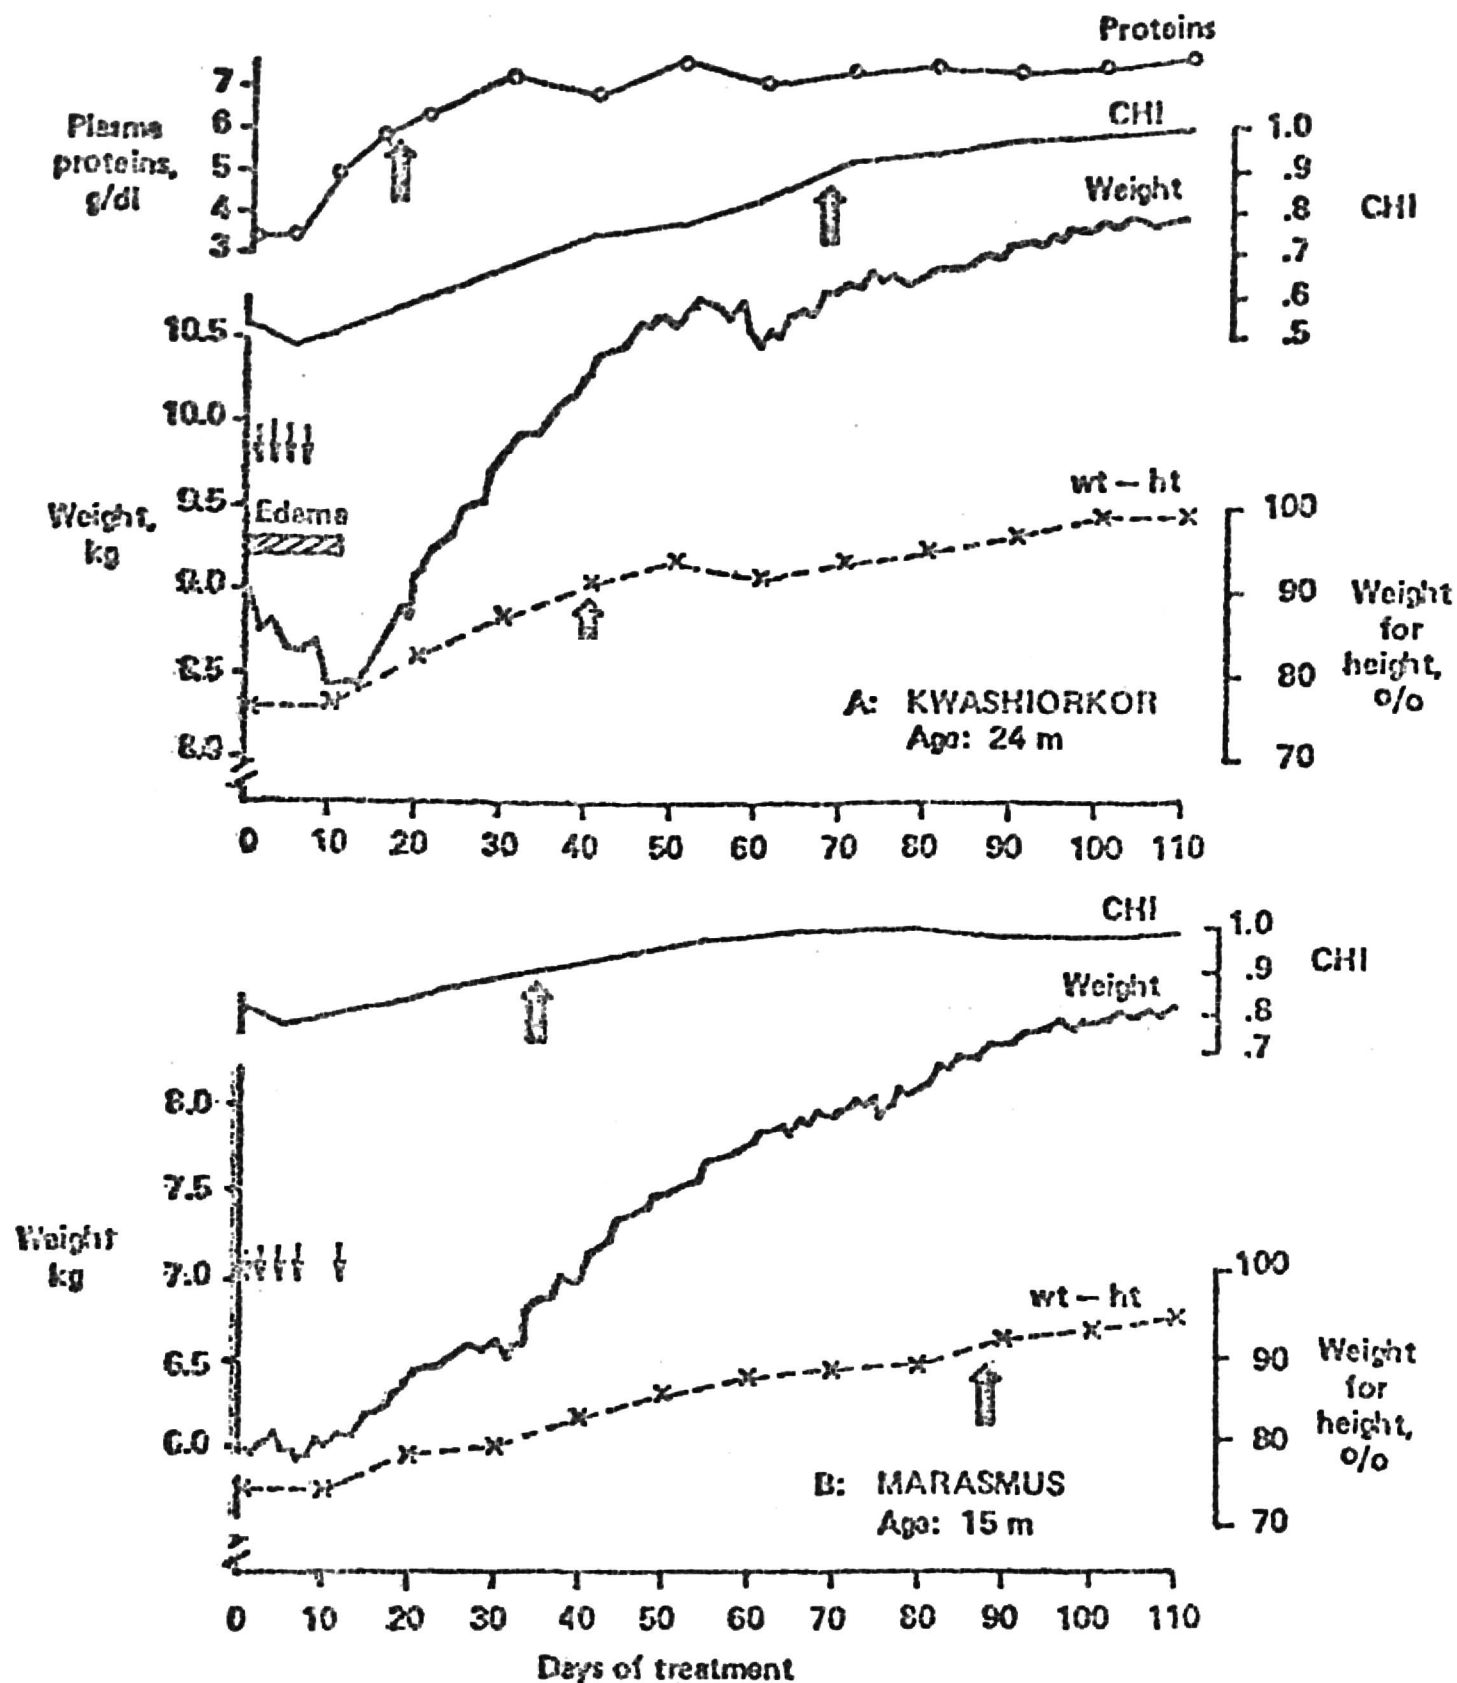 Proteins
7
6
5
4
3
Plasma
proteins,
g/dl
CHI
1.0
.9
.8
.7
.6
.5
CHI
Weight
10.5
10.0
9.5
9.0
8.5
8.0
Weight,
kg
Edema
wt – ht
100
90
80
70
Weight
for
height,
o/o
A: KWASHIORKOR
Age: 24 m
0 10 20 30 40 50 60 70 80 90 100 110
CHI
1.0
.9
.8
.7
CHI
Weight
8.0
7.5
7.0
6.5
6.0
Weight
kg
wt – ht
100
90
80
70
Weight
for
height,
o/o
B: MARASMUS
Age: 15 m
0 10 20 30 40 50 60 70 80 90 100 110
Days of treatment